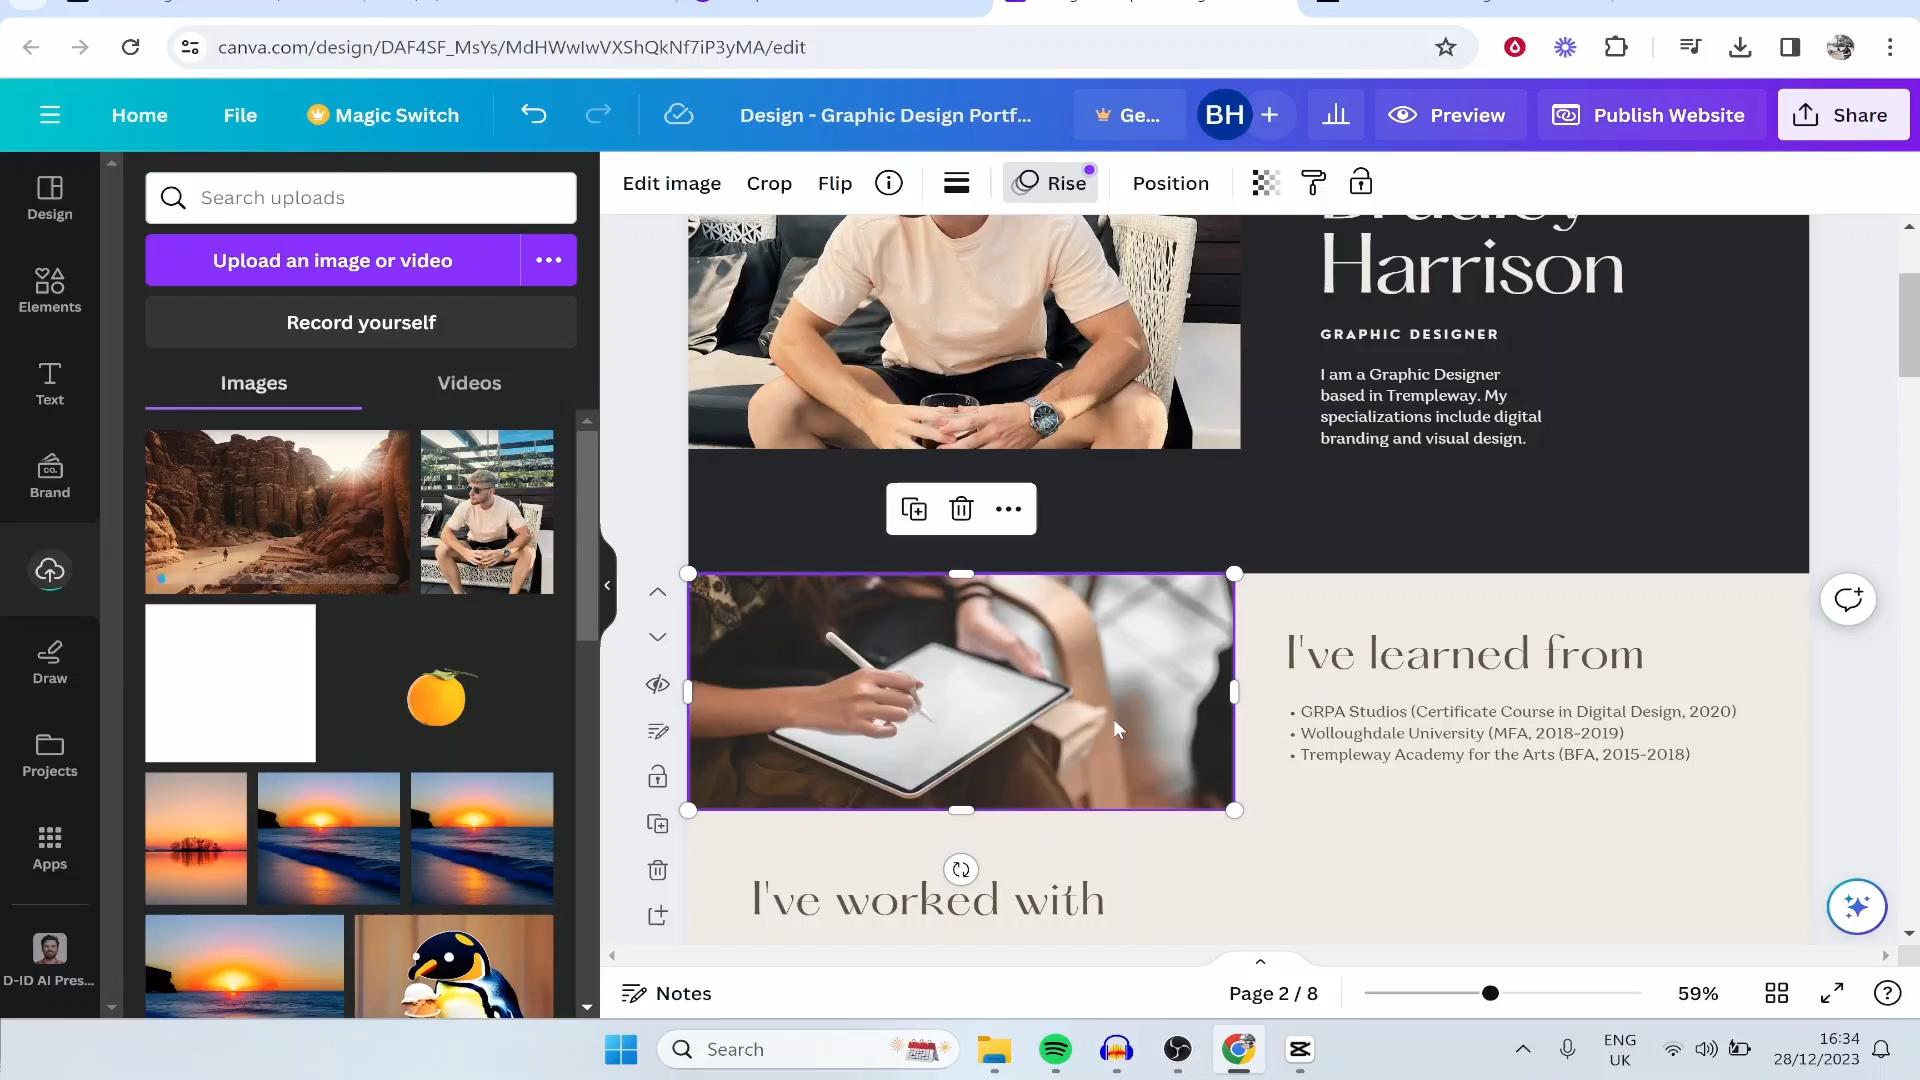 canva.com/design/DAF4SF_MsYs/MdHWwIwVXShQkNf7iP3yMA/edit
Home
File
Magic Switch
Design - Graphic Design Portf...
Ge...
BH
Preview
Publish Website
Share
Design
Elements
Text
Brand
CO.
Draw
Projects
Apps
D-ID AI Pres...
Search uploads
Upload an image or video
Record yourself
Images
Videos
Edit image
Crop
Flip
Rise
Position
Bradley
Harrison
GRAPHIC DESIGNER
I am a Graphic Designer
based in Trempleway. My
specializations include digital
branding and visual design.
I've learned from
• GRPA Studios (Certificate Course in Digital Design, 2020)
• Wolloughdale University (MFA, 2018-2019)
• Trempleway Academy for the Arts (BFA, 2015-2018)
I've worked with
Notes
Page 2 / 8
59%
Search
ENG
UK
16:34
28/12/2023